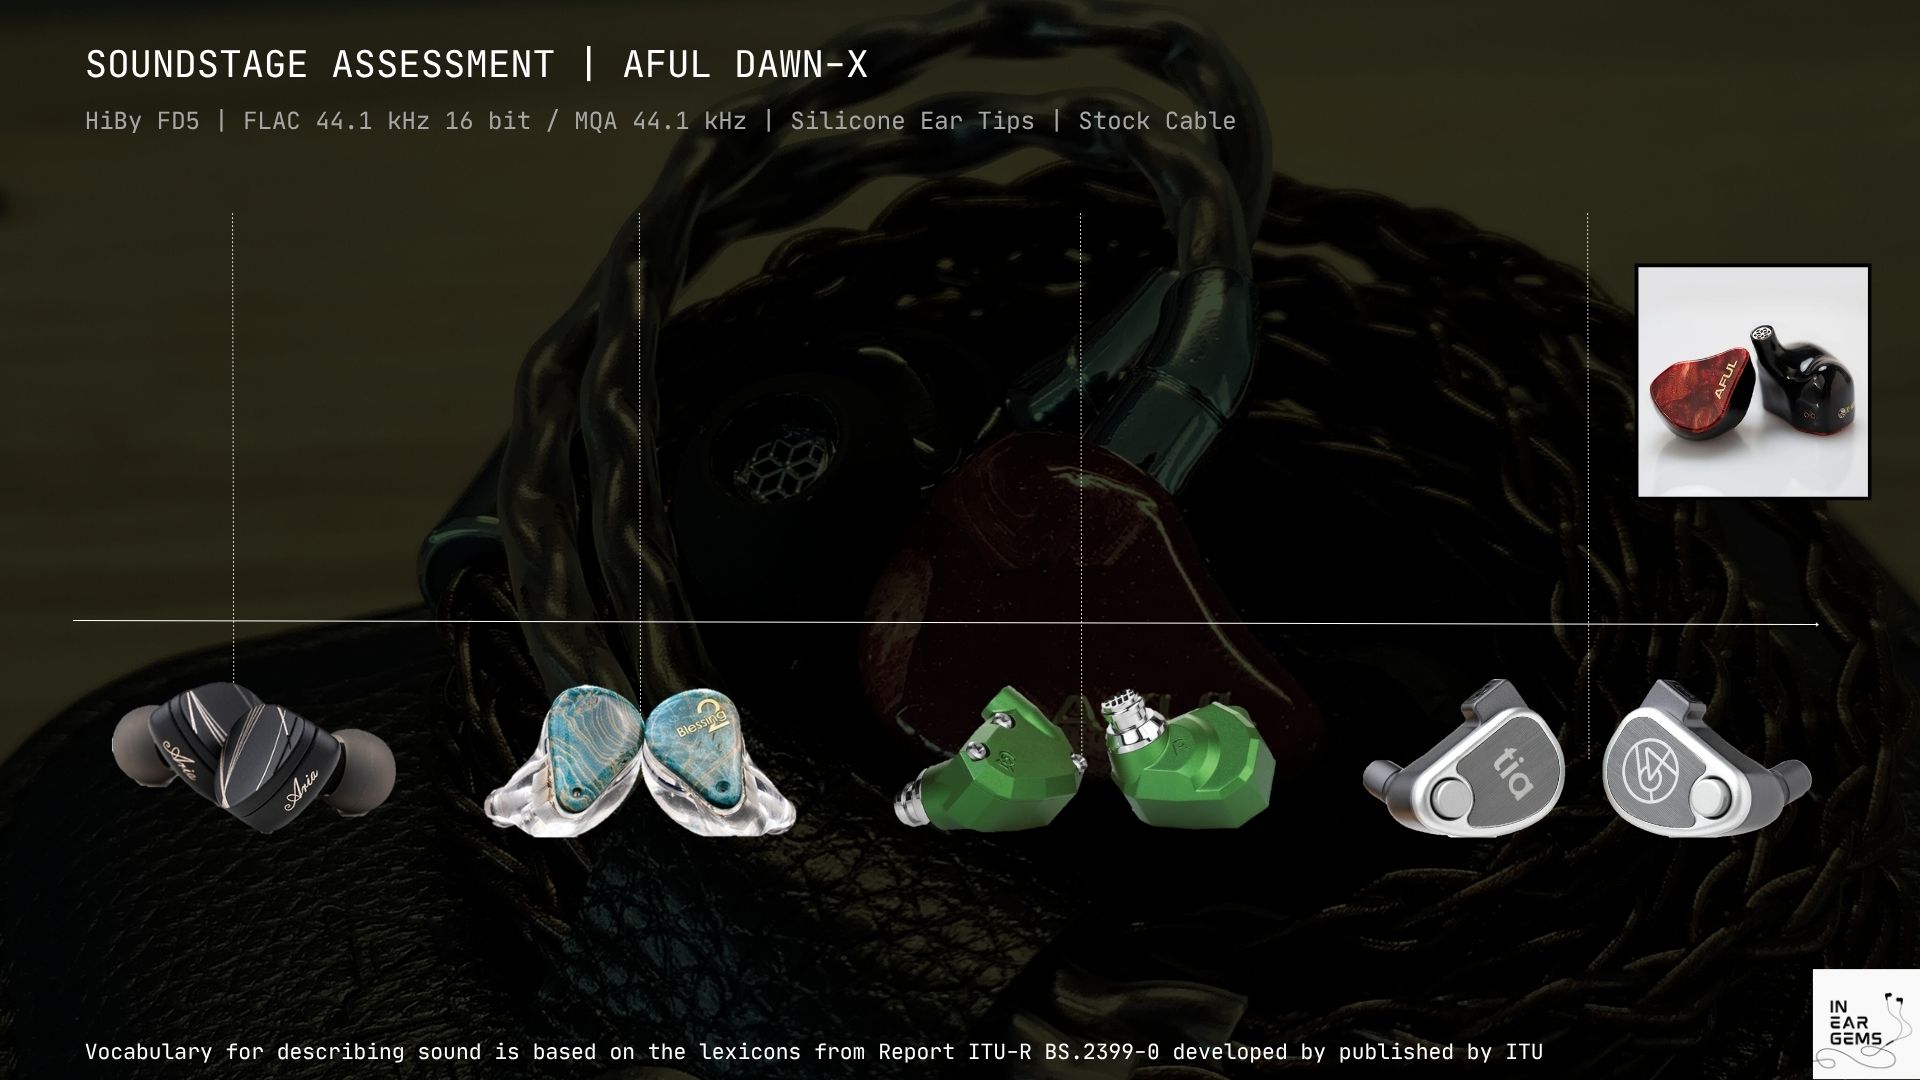 SOUNDSTAGE ASSESSMENT | AFUL DAWN-X
HiBy FD5 | FLAC 44.1 kHz 16 bit / MQA 44.1 kHz | Silicone Ear Tips | Stock Cable
AFUL
Aria
Aria
Blessing
2
tia
IN
EAR
GEMS
Vocabulary for describing sound is based on the lexicons from Report ITU-R BS.2399-0 developed by published by ITU